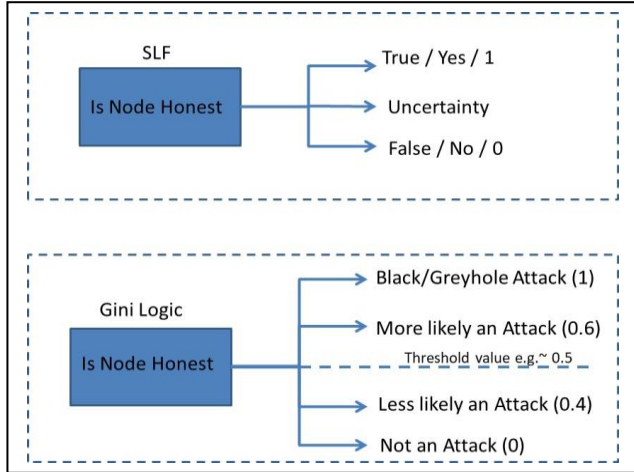 SLF
Is Node Honest
True / Yes / 1
Uncertainty
False / No / 0
Gini Logic
Is Node Honest
Black/Greyhole Attack (1)
More likely an Attack (0.6)
Threshold value e.g.~ 0.5
Less likely an Attack (0.4)
Not an Attack (0)